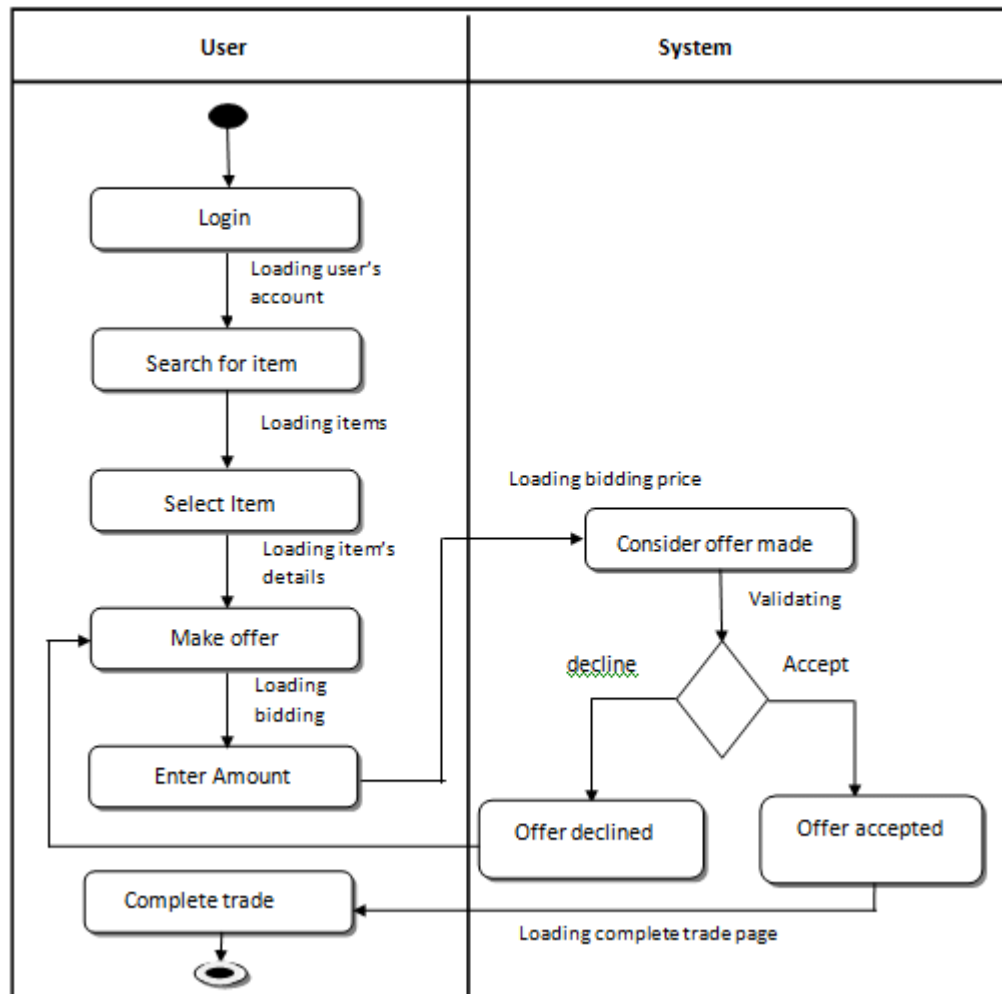 User
System
Login
Loading user's
account
Search for item
Loading items
Select Item
Loading item's
details
Make offer
Loading
bidding
Enter Amount
Loading bidding price
Consider offer made
Validating
decline
Accept
Offer declined
Offer accepted
Complete trade
Loading complete trade page